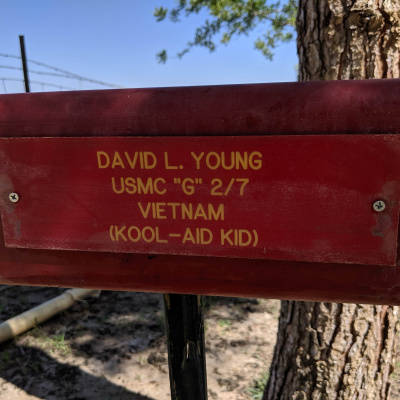 DAVID L. YOUNG
USMC "G" 2/7
VIETNAM
(KOOL-AID KID)